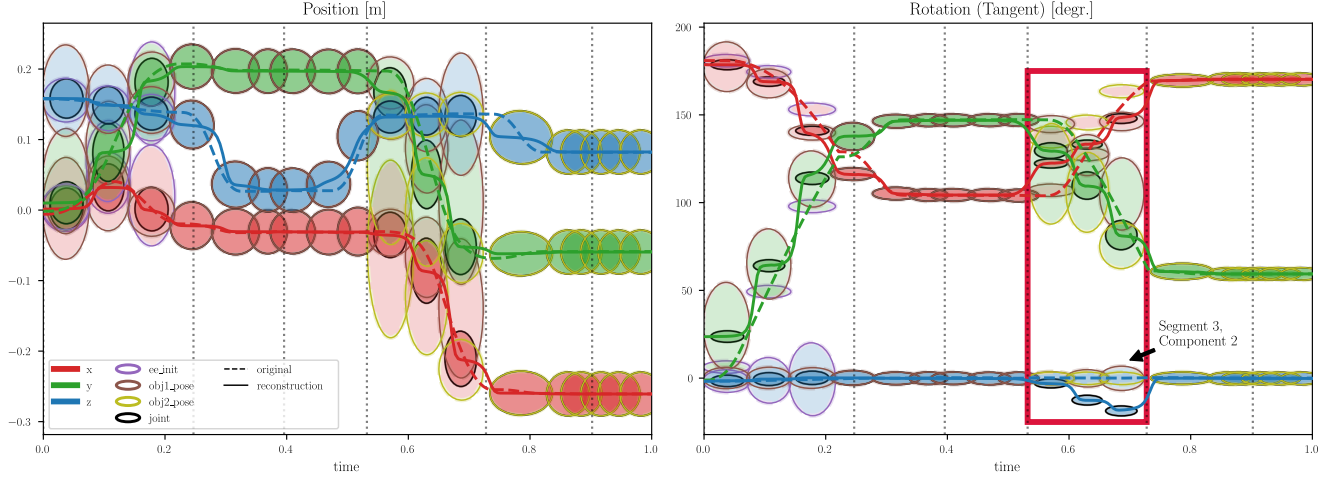 Position [m]
0.2
0.1
0.0
−0.1
−0.2
−0.3
0.0
0.2
0.4
0.6
0.8
1.0
time
x
y
z
ee_init
obj1_pose
obj2_pose
joint
original
reconstruction
Rotation (Tangent) [degr.]
200
150
100
50
0
0.0
0.2
0.4
0.6
0.8
1.0
time
Segment 3,
Component 2